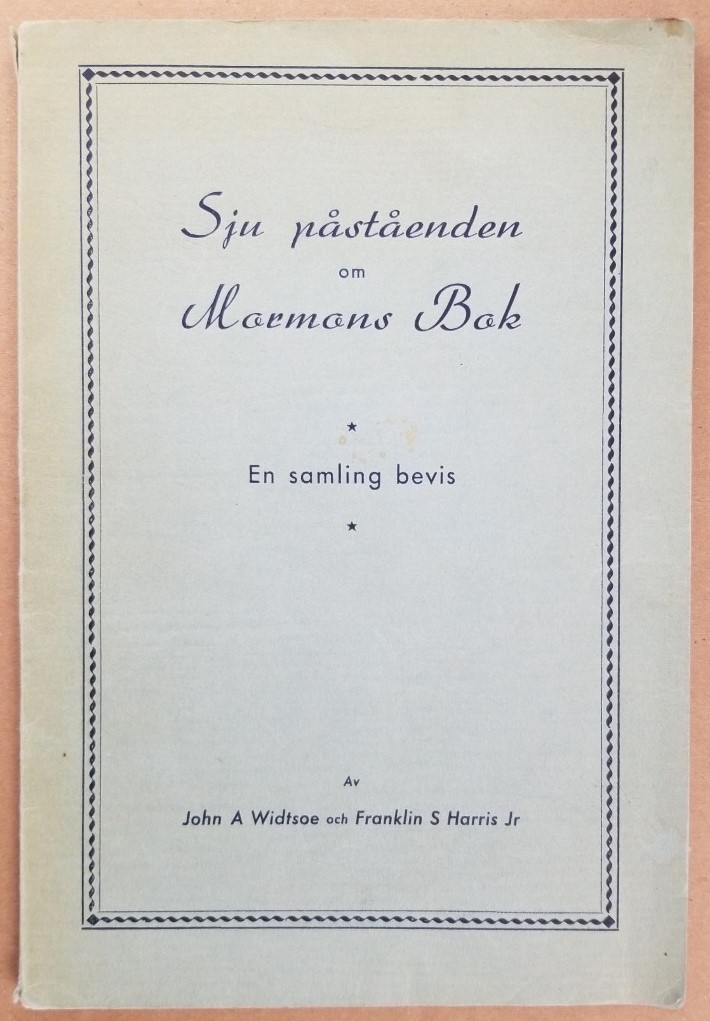 Sju påståenden
om
Mormons Bok
★
En samling bevis
★
Av
John A Widtsoe och Franklin S Harris Jr